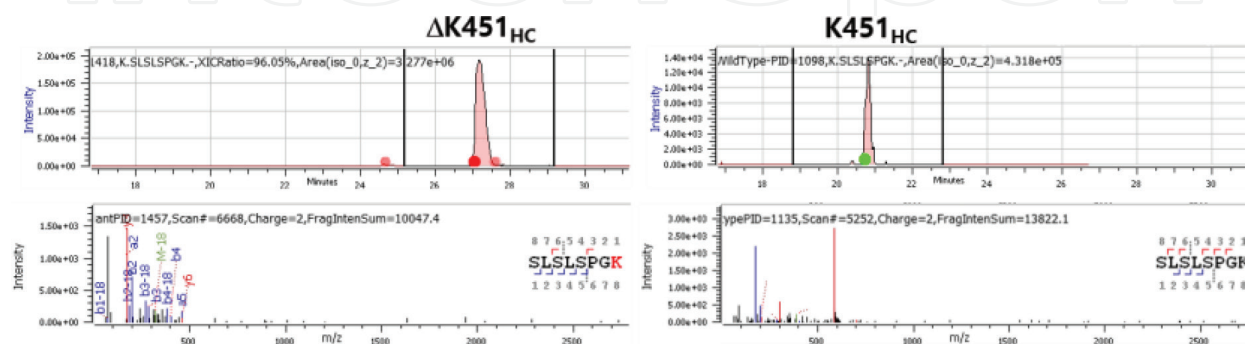 ΔK451HC
K451HC
1418,K.SLSLSPGK.-,XICRatio=96.05%,Area(iso_0,z_2)=3.277e+06
2.00e+05
1.50e+05
1.00e+05
5.00e+04
0.00e+00
Intensity
18 20 22 24 26 28 30
Minutes
WildType-PID=1098,K.SLSLSPGK.-,Area(iso_0,z_2)=4.318e+05
1.40e+04
1.20e+04
1.00e+04
8.00e+03
6.00e+03
4.00e+03
2.00e+03
0.00e+00
Intensity
18 20 22 24 26 28 30
Minutes
antPID=1457,Scan#=6668,Charge=2,FragIntenSum=10047.4
1.50e+03
1.00e+03
5.00e+02
0.00e+00
Intensity
b1-18
a2
b2
b2-18
b3-18
M-18
b3
b4-18
b4
a5
y6
8 7 6 5 4 3 2 1
SLSLSPGK
1 2 3 4 5 6 7 8
500 1000 1500 2000 2500
m/z
ypePID=1135,Scan#=5252,Charge=2,FragIntenSum=13822.1
3.00e+03
2.50e+03
2.00e+03
1.50e+03
1.00e+03
5.00e+02
0.00e+00
Intensity
8 7 6 5 4 3 2 1
SLSLSPGK
1 2 3 4 5 6 7 8
500 1000 1500 2000 2500
m/z